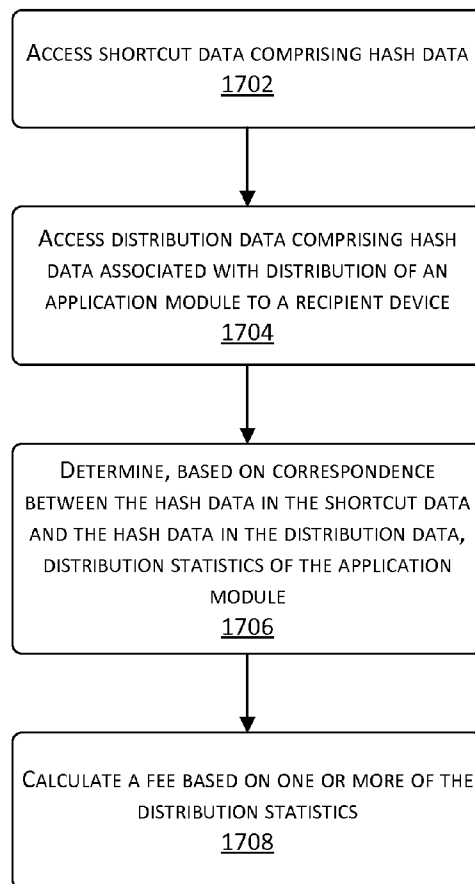 ACCESS SHORTCUT DATA COMPRISING HASH DATA
1702
ACCESS DISTRIBUTION DATA COMPRISING HASH
DATA ASSOCIATED WITH DISTRIBUTION OF AN
APPLICATION MODULE TO A RECIPIENT DEVICE
1704
DETERMINE, BASED ON CORRESPONDENCE
BETWEEN THE HASH DATA IN THE SHORTCUT DATA
AND THE HASH DATA IN THE DISTRIBUTION DATA,
DISTRIBUTION STATISTICS OF THE APPLICATION
MODULE
1706
CALCULATE A FEE BASED ON ONE OR MORE OF THE
DISTRIBUTION STATISTICS
1708